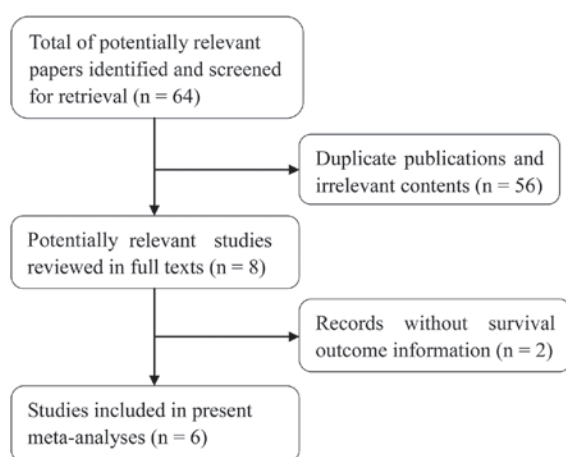 Total of potentially relevant
papers identified and screened
for retrieval (n = 64)
Duplicate publications and
irrelevant contents (n = 56)
Potentially relevant studies
reviewed in full texts (n = 8)
Records without survival
outcome information (n = 2)
Studies included in present
meta-analyses (n = 6)